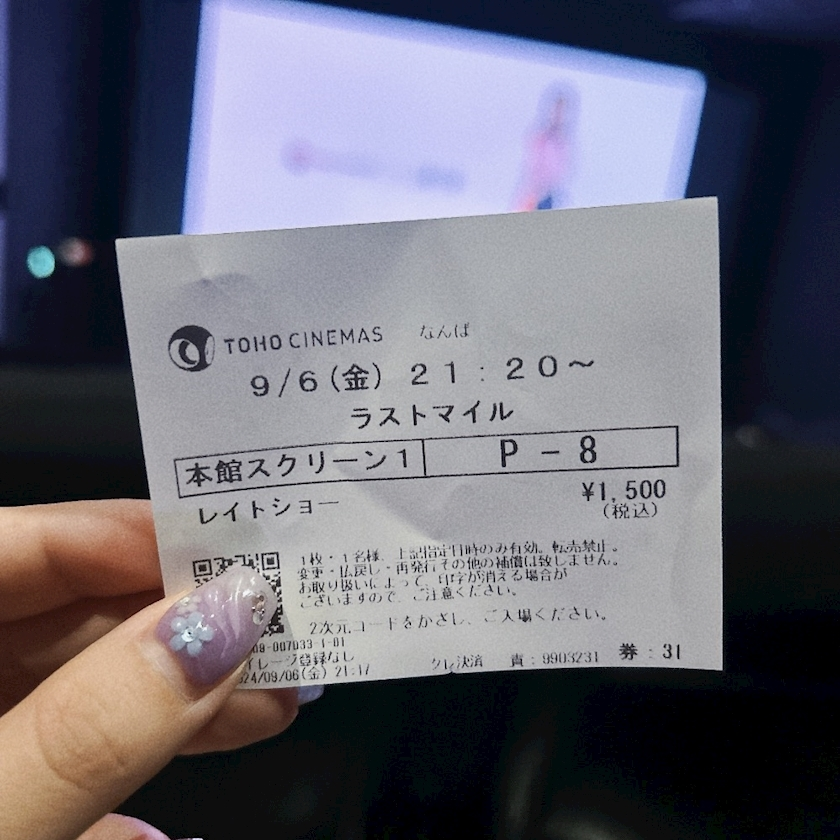 TOHO CINEMAS なんば
9/6(金) 21:20～
ラストマイル
本館スクリーン1 P-8
レイトショー ¥1,500
(税込)
1枚・1名様、上記指定日時のみ有効。転売禁止。
変更・払戻し・再発行その他の補償は致しません。
お取り扱いによって、印字が消える場合が
ございますので、ご注意ください。
2次元コードをかざし、ご入場ください。
09-007033-1-01
イレージ登録なし
24/09/06(金) 21:17 クレ決済 責:9903231 券:31